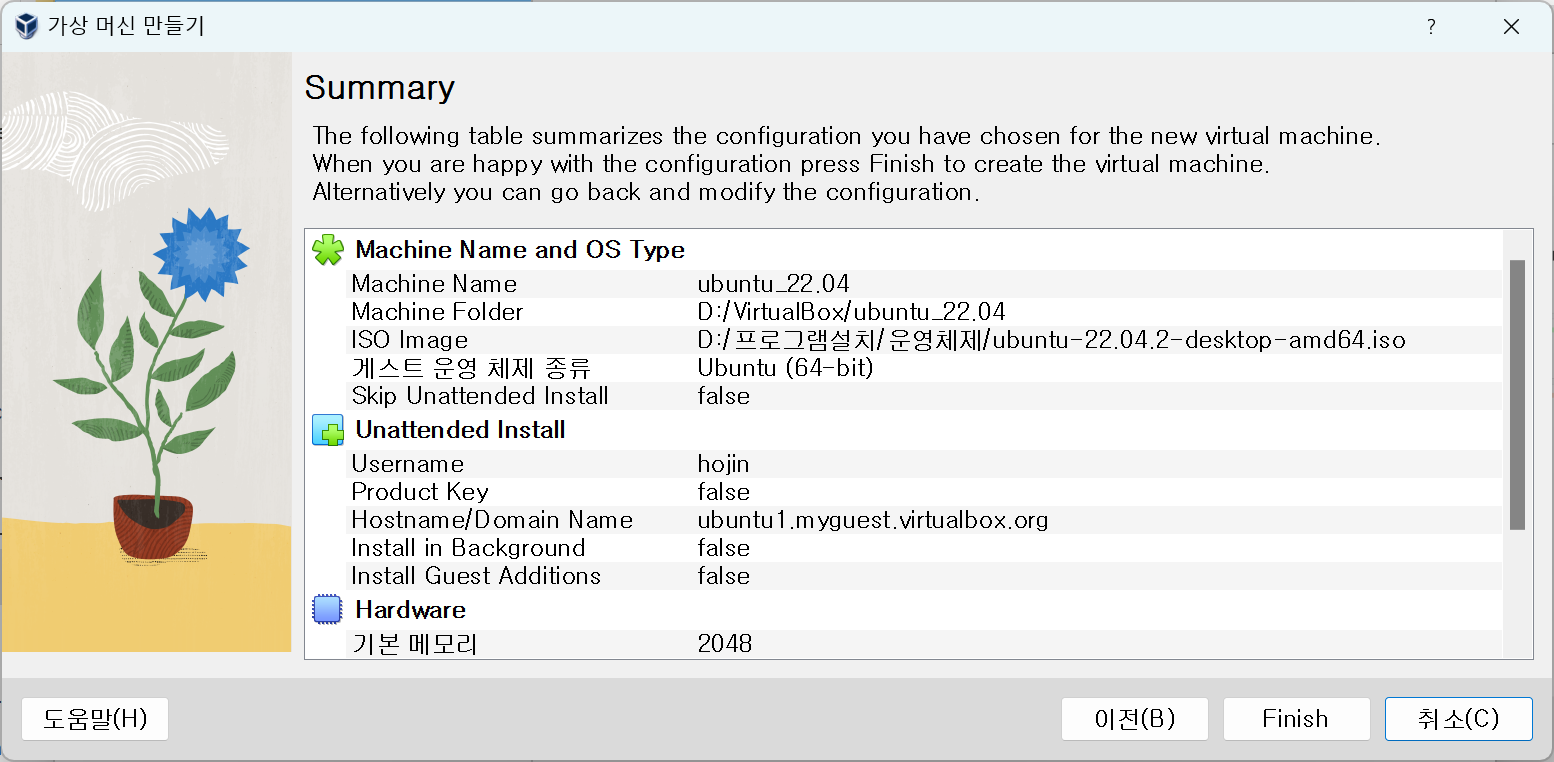 가상 머신 만들기
?
Summary
The following table summarizes the configuration you have chosen for the new virtual machine.
When you are happy with the configuration press Finish to create the virtual machine.
Alternatively you can go back and modify the configuration.
Machine Name and OS Type
Machine Name ubuntu_22.04
Machine Folder D:/VirtualBox/ubuntu_22.04
ISO Image D:/프로그램설치/운영체제/ubuntu-22.04.2-desktop-amd64.iso
게스트 운영 체제 종류 Ubuntu (64-bit)
Skip Unattended Install false
Unattended Install
Username hojin
Product Key false
Hostname/Domain Name ubuntu1.myguest.virtualbox.org
Install in Background false
Install Guest Additions false
Hardware
기본 메모리 2048
도움말(H) 이전(B) Finish 취소(C)